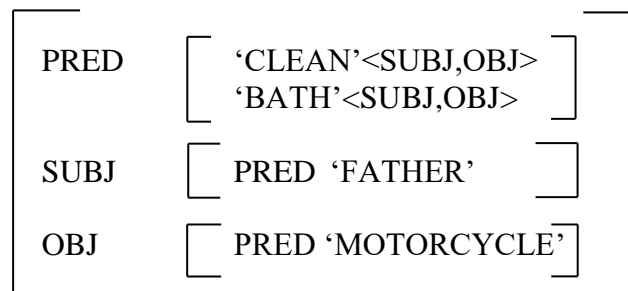 PRED ‘CLEAN’<SUBJ,OBJ>
‘BATH’<SUBJ,OBJ>
SUBJ PRED ‘FATHER’
OBJ PRED ‘MOTORCYCLE’